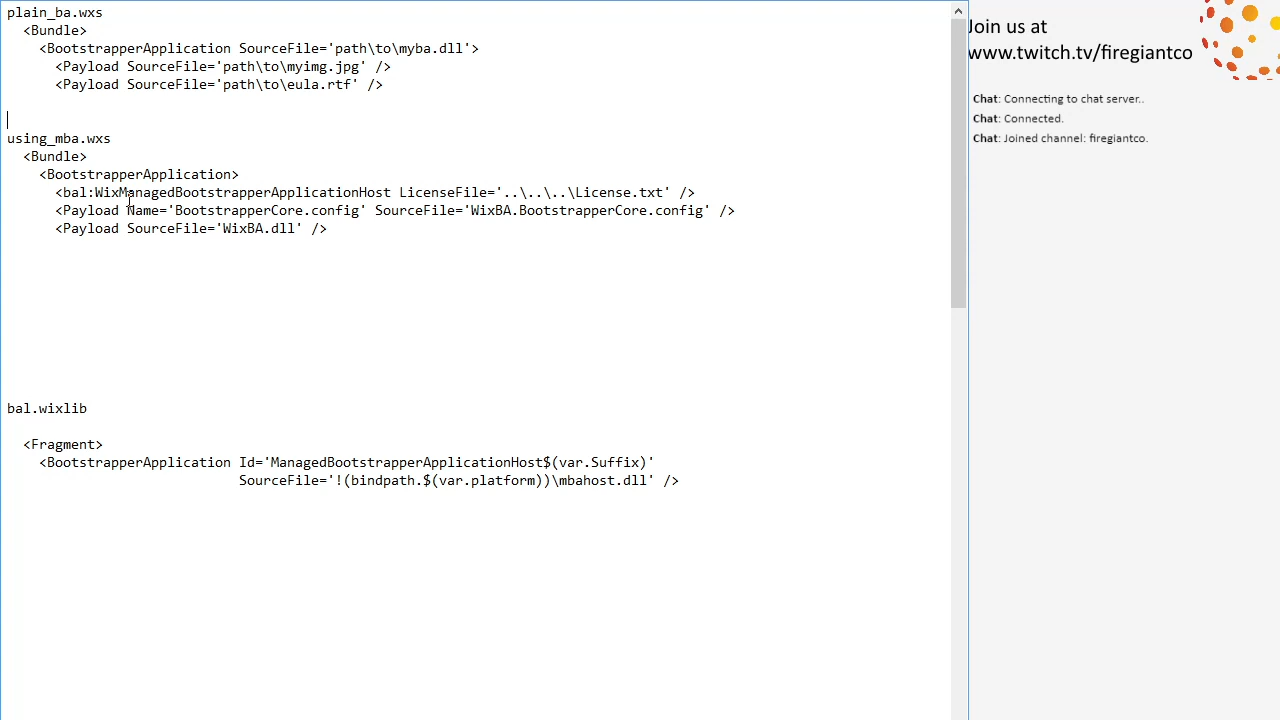 plain_ba.wxs
<Bundle>
<BootstrapperApplication SourceFile='path\to\myba.dll'>
<Payload SourceFile='path\to\myimg.jpg' />
<Payload SourceFile='path\to\eula.rtf' />
using_mba.wxs
<Bundle>
<BootstrapperApplication>
<bal:WixManagedBootstrapperApplicationHost LicenseFile='..\..\..\License.txt' />
<Payload Name='BootstrapperCore.config' SourceFile='WixBA.BootstrapperCore.config' />
<Payload SourceFile='WixBA.dll' />
bal.wixlib
<Fragment>
<BootstrapperApplication Id='ManagedBootstrapperApplicationHost$(var.Suffix)'
SourceFile='!(bindpath.$(var.platform))\mbahost.dll' />
Join us at
www.twitch.tv/firegiantco
Chat: Connecting to chat server..
Chat: Connected.
Chat: Joined channel: firegiantco.